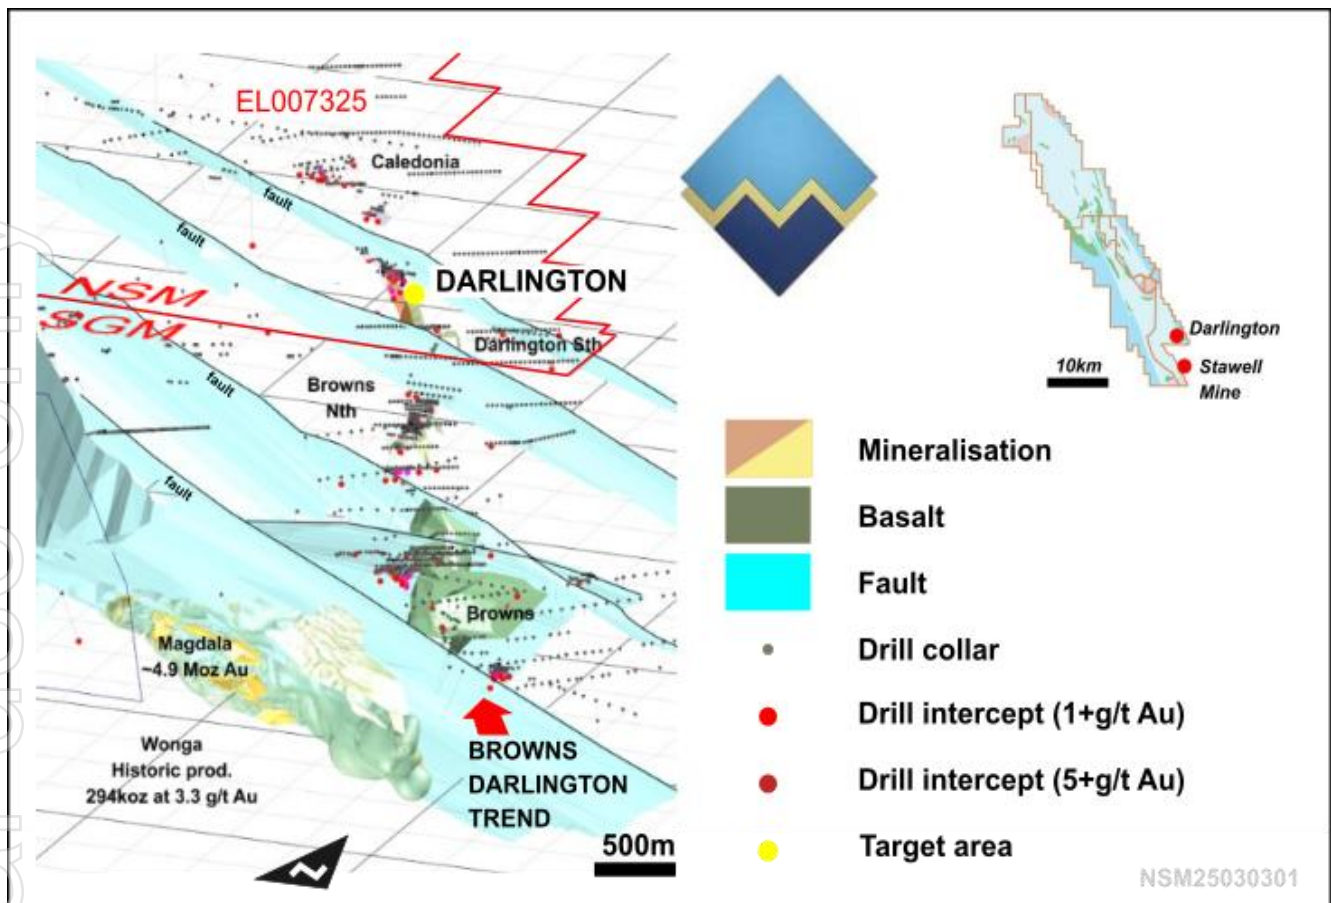 EL007325
Caledonia
fault
fault
NSM
SGM
DARLINGTON
Darlington Sth
fault
Browns
Nth
fault
Browns
Magdala
~4.9 Moz Au
Wonga
Historic prod.
294koz at 3.3 g/t Au
BROWNS
DARLINGTON
TREND
500m
N
Darlington
10km
Stawell
Mine
Mineralisation
Basalt
Fault
Drill collar
Drill intercept (1+g/t Au)
Drill intercept (5+g/t Au)
Target area
NSM25030301